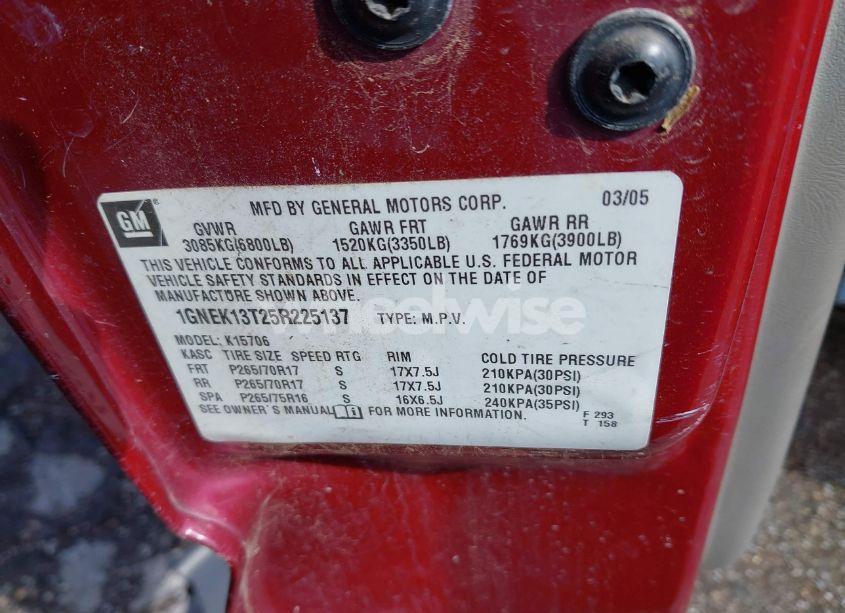 GM MFD BY GENERAL MOTORS CORP. 03/05
GVWR GAWR FRT GAWR RR
3085KG(6800LB) 1520KG(3350LB) 1769KG(3900LB)
THIS VEHICLE CONFORMS TO ALL APPLICABLE U.S. FEDERAL MOTOR
VEHICLE SAFETY STANDARDS IN EFFECT ON THE DATE OF
MANUFACTURE SHOWN ABOVE.
1GNEK13T25R225137 TYPE: M.P.V.
MODEL: K15706
KASC TIRE SIZE SPEED RTG RIM COLD TIRE PRESSURE
FRT P265/70R17 S 17X7.5J 210KPA(30PSI)
RR P265/70R17 S 17X7.5J 210KPA(30PSI)
SPA P265/75R16 S 16X6.5J 240KPA(35PSI)
SEE OWNER'S MANUAL FOR MORE INFORMATION.
F 293
T 158